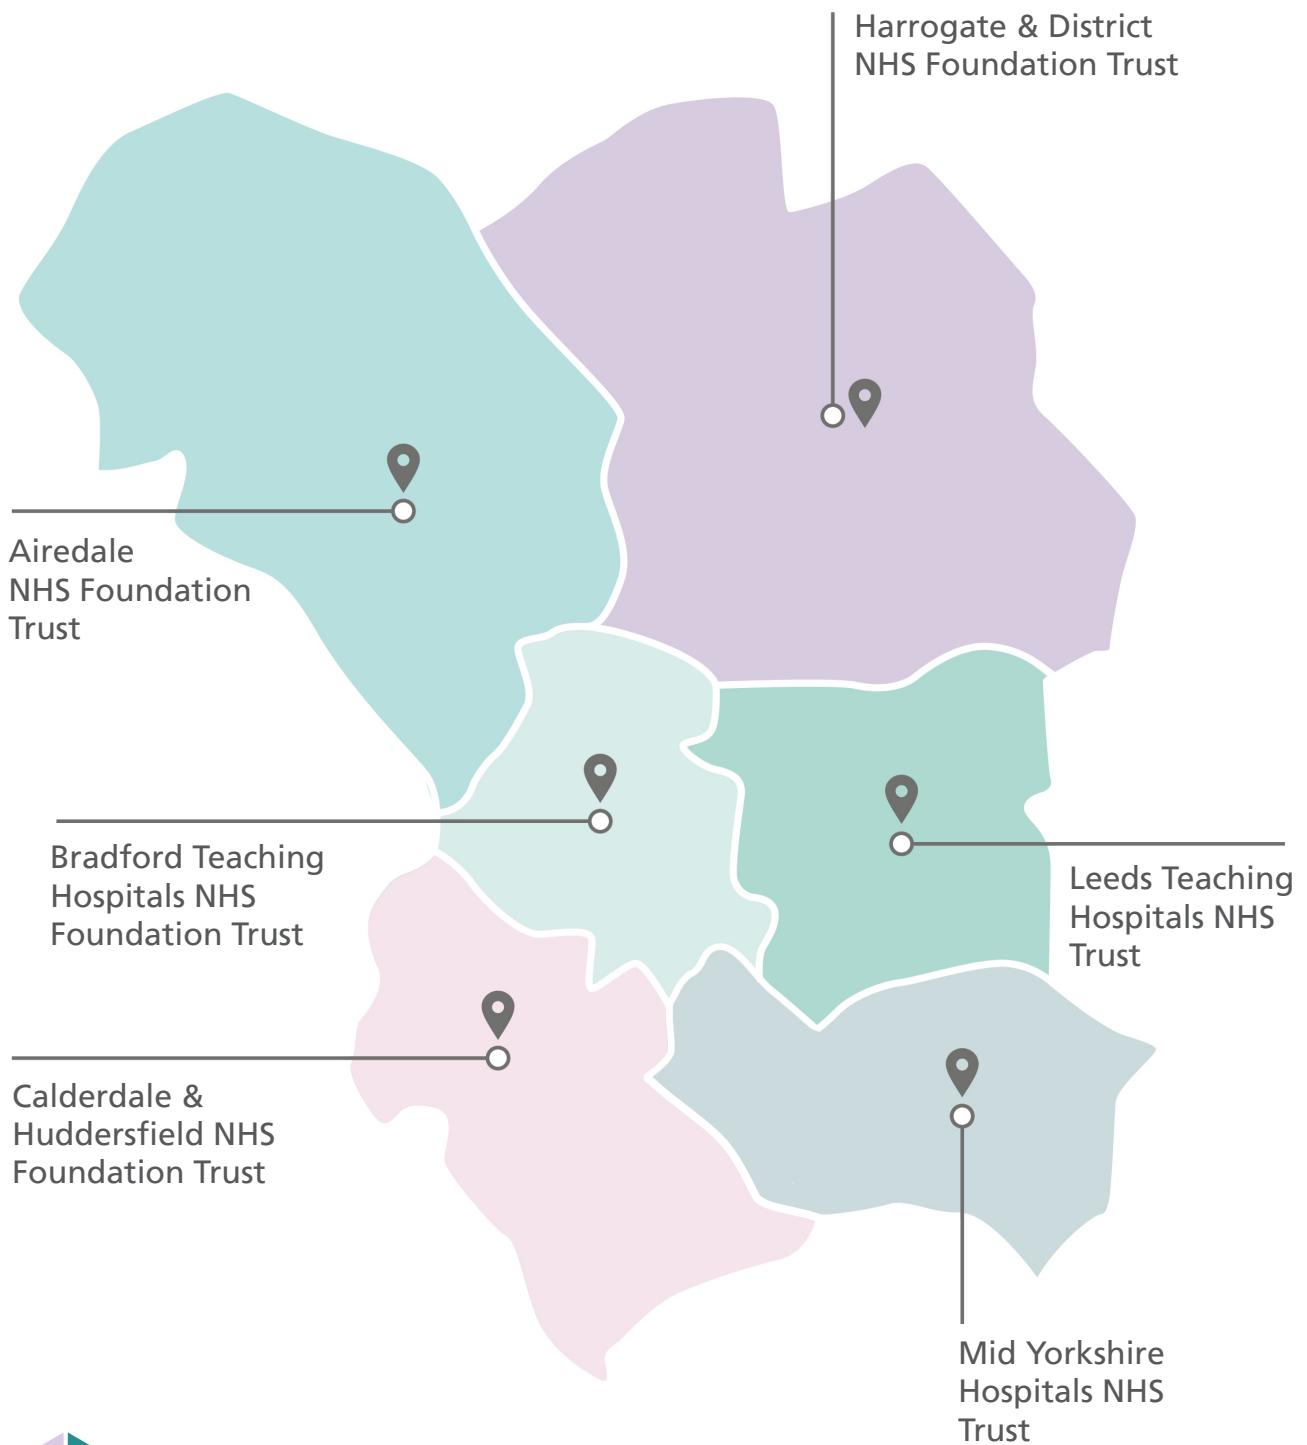 Harrogate & District
NHS Foundation Trust
Airedale
NHS Foundation
Trust
Bradford Teaching
Hospitals NHS
Foundation Trust
Leeds Teaching
Hospitals NHS
Trust
Calderdale &
Huddersfield NHS
Foundation Trust
Mid Yorkshire
Hospitals NHS
Trust